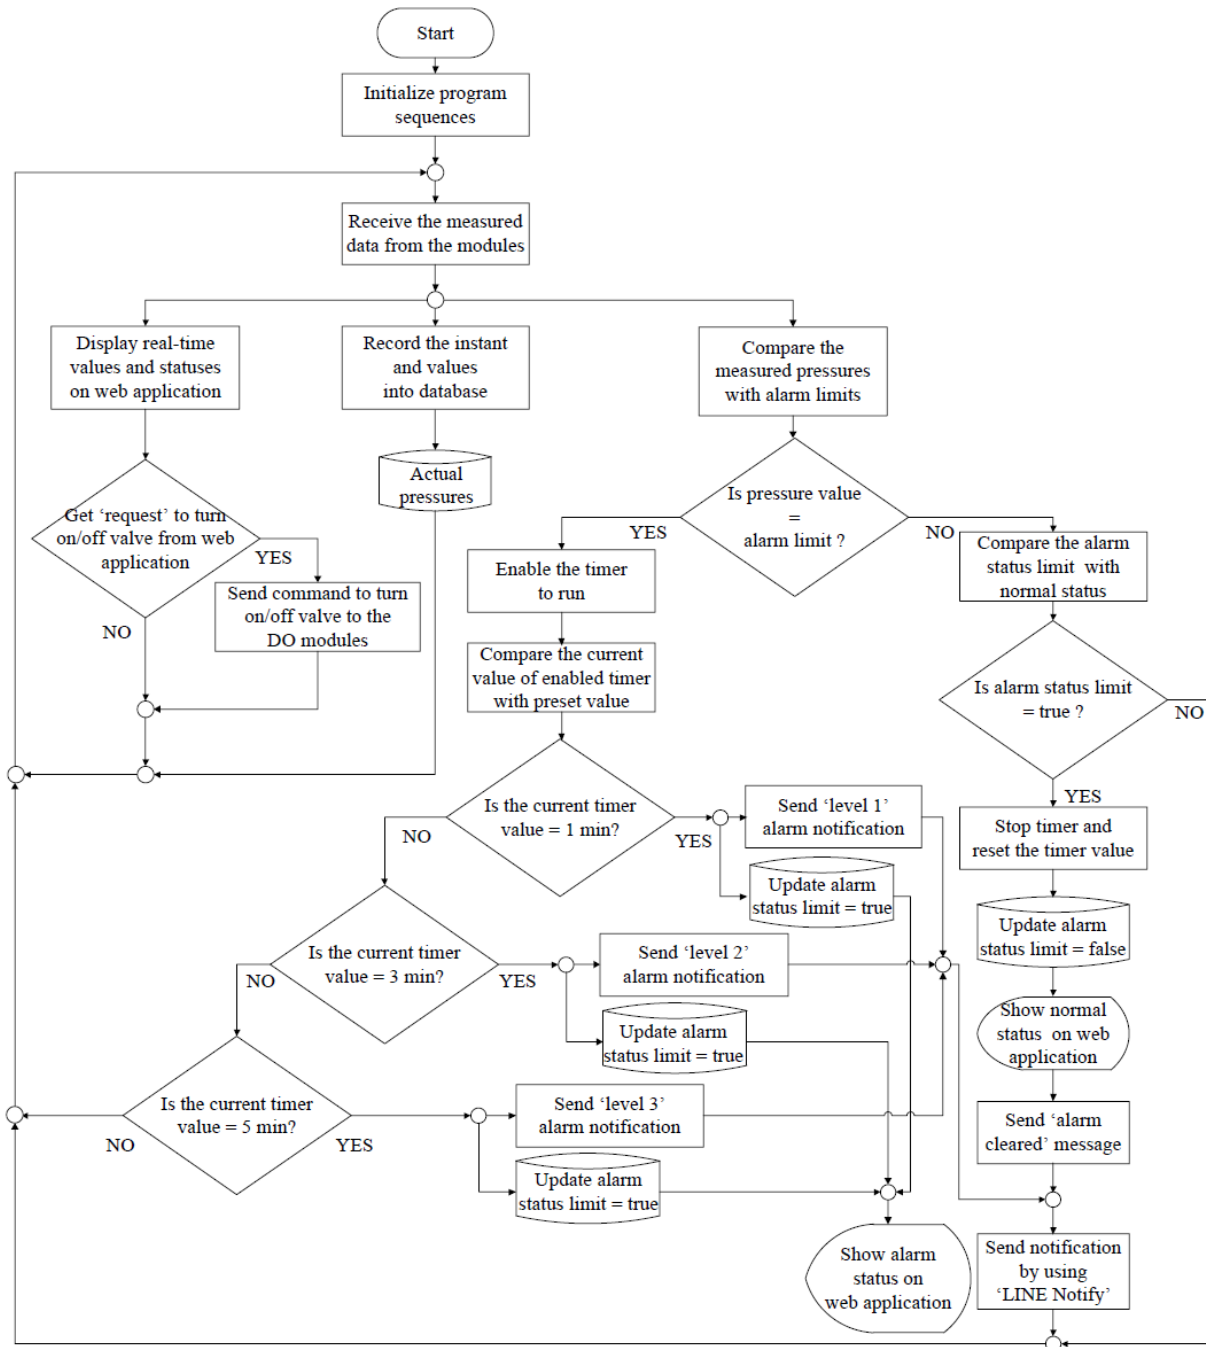 Start
Initialize program
sequences
Receive the measured
data from the modules
Display real-time
values and statuses
on web application
Record the instant
and values
into database
Compare the
measured pressures
with alarm limits
Actual
pressures
Get ‘request’ to turn
on/off valve from web
application
YES
NO
Send command to turn
on/off valve to the
DO modules
Is pressure value
=
alarm limit ?
YES
NO
Enable the timer
to run
Compare the current
value of enabled timer
with preset value
Compare the alarm
status limit with
normal status
Is alarm status limit
= true ?
NO
YES
Is the current timer
value = 1 min?
NO
YES
Send ‘level 1’
alarm notification
Update alarm
status limit = true
Stop timer and
reset the timer value
Update alarm
status limit = false
Is the current timer
value = 3 min?
NO
YES
Send ‘level 2’
alarm notification
Update alarm
status limit = true
Show normal
status on web
application
Is the current timer
value = 5 min?
NO
YES
Send ‘level 3’
alarm notification
Update alarm
status limit = true
Send ‘alarm
cleared’ message
Show alarm
status on
web application
Send notification
by using
‘LINE Notify’